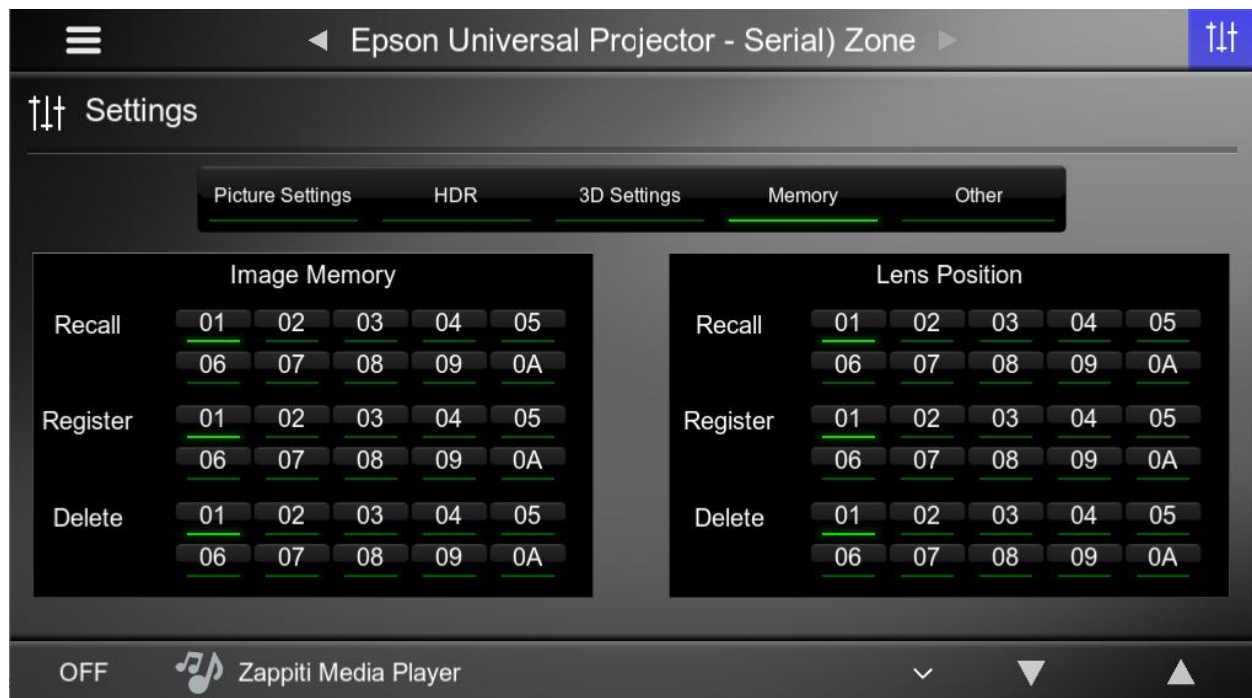 Epson Universal Projector - Serial) Zone
Settings
Picture Settings HDR 3D Settings Memory Other
Image Memory
Recall 01 02 03 04 05
06 07 08 09 0A
Register 01 02 03 04 05
06 07 08 09 0A
Delete 01 02 03 04 05
06 07 08 09 0A
Lens Position
Recall 01 02 03 04 05
06 07 08 09 0A
Register 01 02 03 04 05
06 07 08 09 0A
Delete 01 02 03 04 05
06 07 08 09 0A
OFF Zappiti Media Player